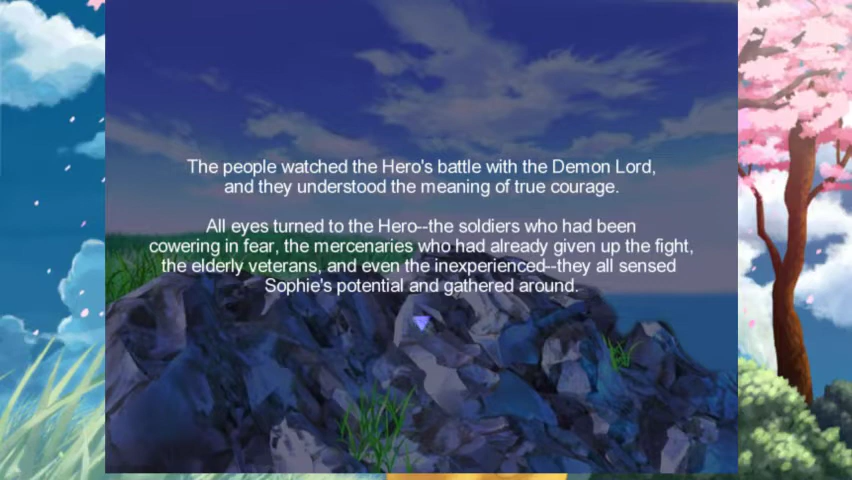 The people watched the Hero's battle with the Demon Lord,
and they understood the meaning of true courage.
All eyes turned to the Hero--the soldiers who had been
cowering in fear, the mercenaries who had already given up the fight,
the elderly veterans, and even the inexperienced--they all sensed
Sophie's potential and gathered around.